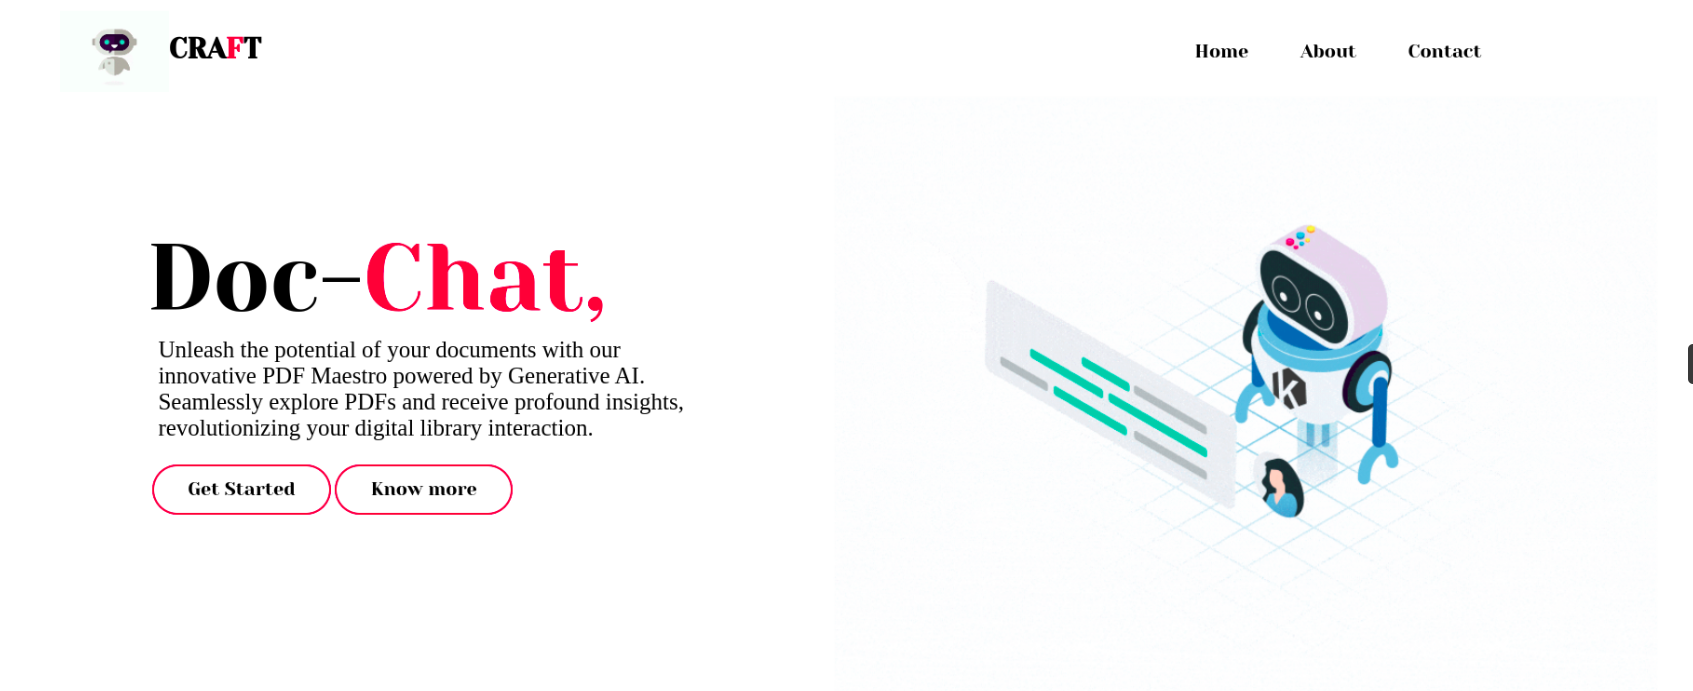 CRAFT
Home About Contact
Doc-Chat,
Unleash the potential of your documents with our
innovative PDF Maestro powered by Generative AI.
Seamlessly explore PDFs and receive profound insights,
revolutionizing your digital library interaction.
Get Started Know more
K